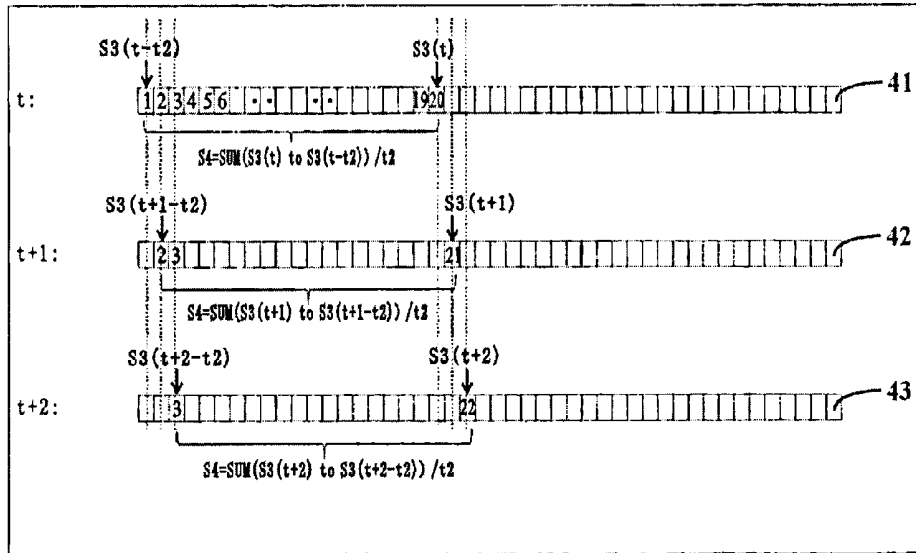 S3(t-t2) S3(t)
t: 1 2 3 4 5 6 · · · · 19 20 41
S4=SUM(S3(t) to S3(t-t2))/t2
S3(t+1-t2) S3(t+1)
t+1: 2 3 21 42
S4=SUM(S3(t+1) to S3(t+1-t2))/t2
S3(t+2-t2) S3(t+2)
t+2: 3 22 43
S4=SUM(S3(t+2) to S3(t+2-t2))/t2